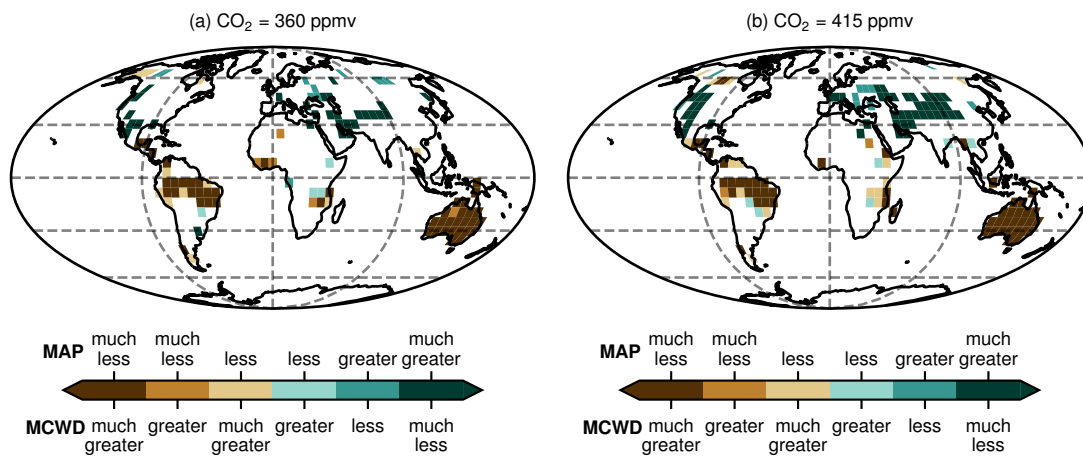 (a) CO₂ = 360 ppmv
(b) CO₂ = 415 ppmv
MAP
much less
much less
less
less
greater
much greater
MCWD
much greater
greater
much greater
greater
less
much less
MAP
much less
much less
less
less
greater
much greater
MCWD
much greater
greater
much greater
greater
less
much less